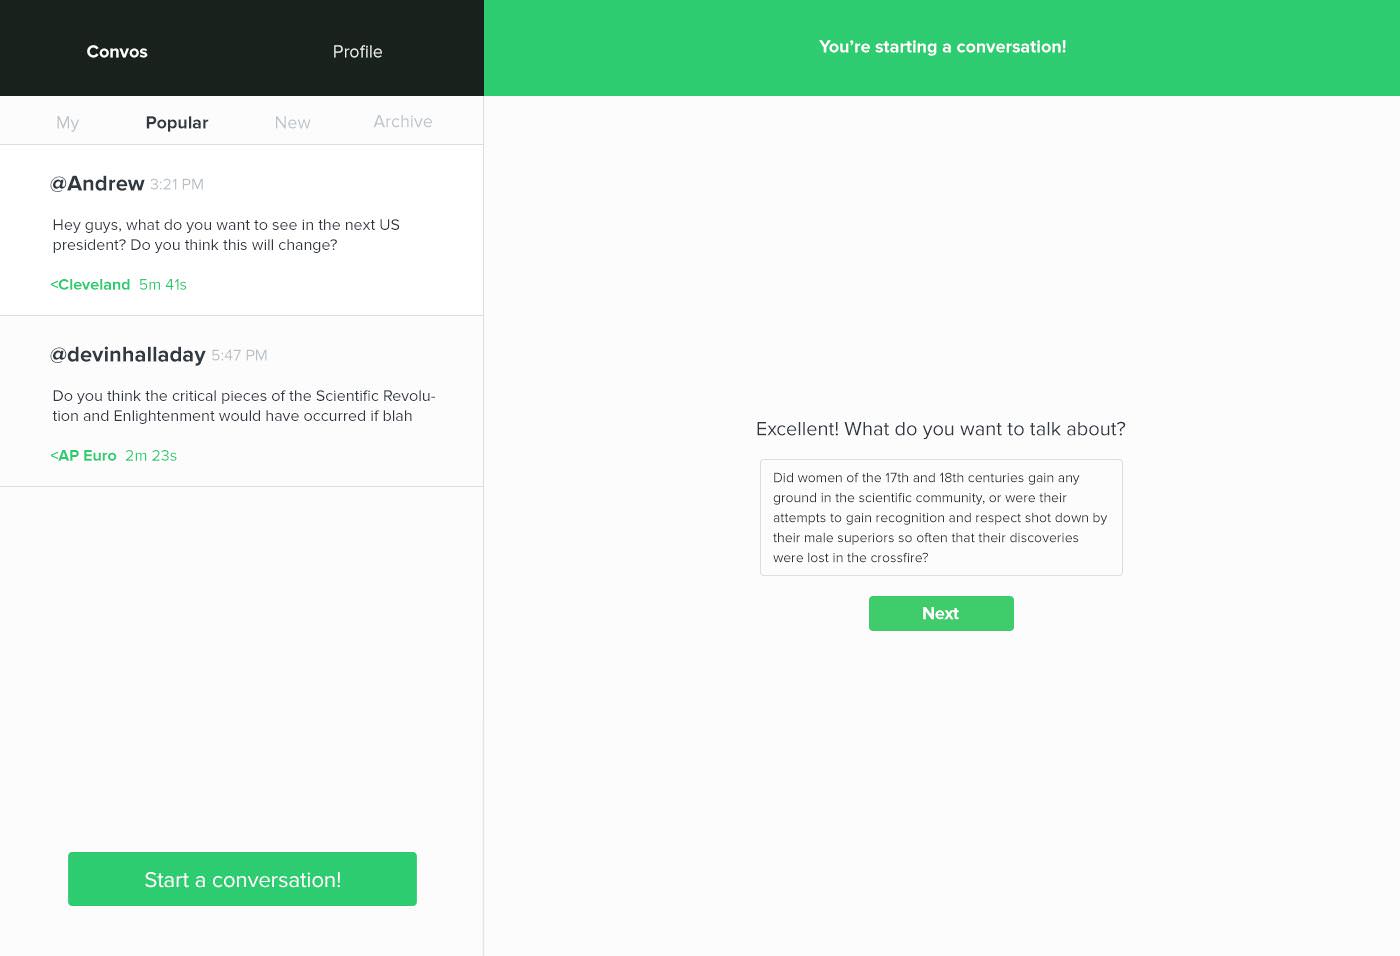 Convos
Profile
You're starting a conversation!
My
Popular
New
Archive
@Andrew 3:21 PM
Hey guys, what do you want to see in the next US
president? Do you think this will change?
<Cleveland 5m 41s
@devinhalladay 5:47 PM
Do you think the critical pieces of the Scientific Revolu-
tion and Enlightenment would have occurred if blah
<AP Euro 2m 23s
Start a conversation!
Excellent! What do you want to talk about?
Did women of the 17th and 18th centuries gain any
ground in the scientific community, or were their
attempts to gain recognition and respect shot down by
their male superiors so often that their discoveries
were lost in the crossfire?
Next